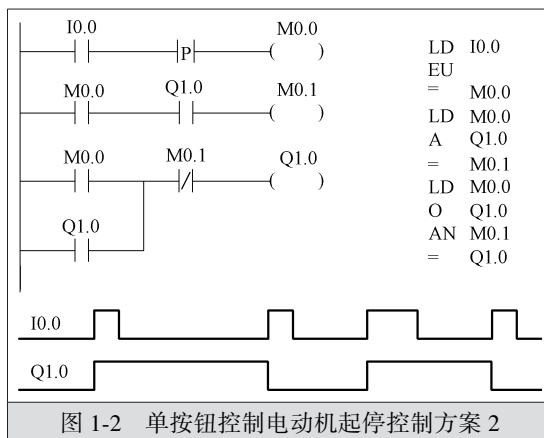 I0.0 M0.0
P ( )
M0.0 Q1.0 M0.1
( )
M0.0 M0.1 Q1.0
( )
Q1.0
LD I0.0
EU
= M0.0
LD M0.0
A Q1.0
= M0.1
LD M0.0
O Q1.0
AN M0.1
= Q1.0
I0.0
Q1.0
图 1-2 单按钮控制电动机起停控制方案 2